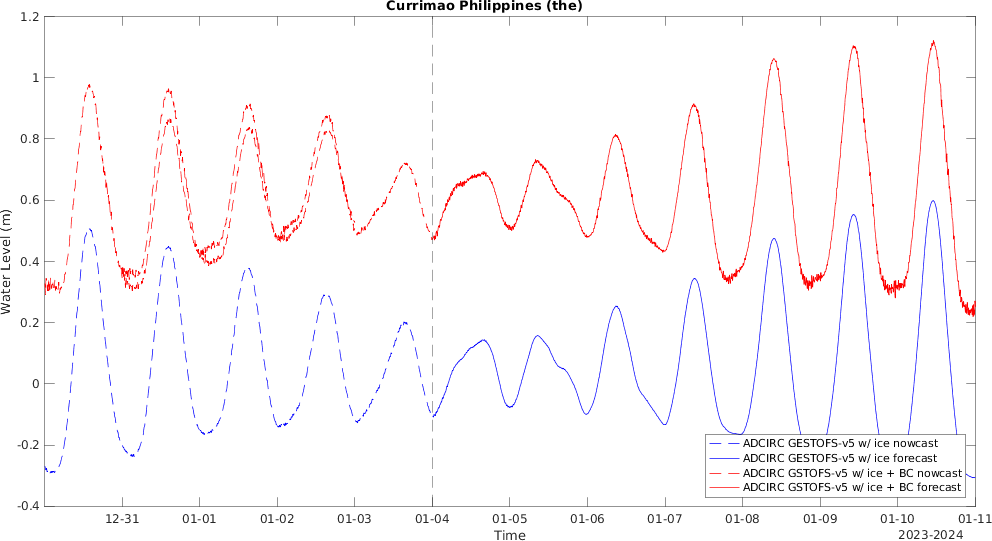 Currimao Philippines (the)
1.2
1
0.8
0.6
0.4
0.2
0
-0.2
-0.4
Water Level (m)
ADCIRC GESTOFS-v5 w/ ice nowcast
ADCIRC GESTOFS-v5 w/ ice forecast
ADCIRC GSTOFS-v5 w/ ice + BC nowcast
ADCIRC GSTOFS-v5 w/ ice + BC forecast
12-31 01-01 01-02 01-03 01-04 01-05 01-06 01-07 01-08 01-09 01-10 01-11
Time
2023-2024